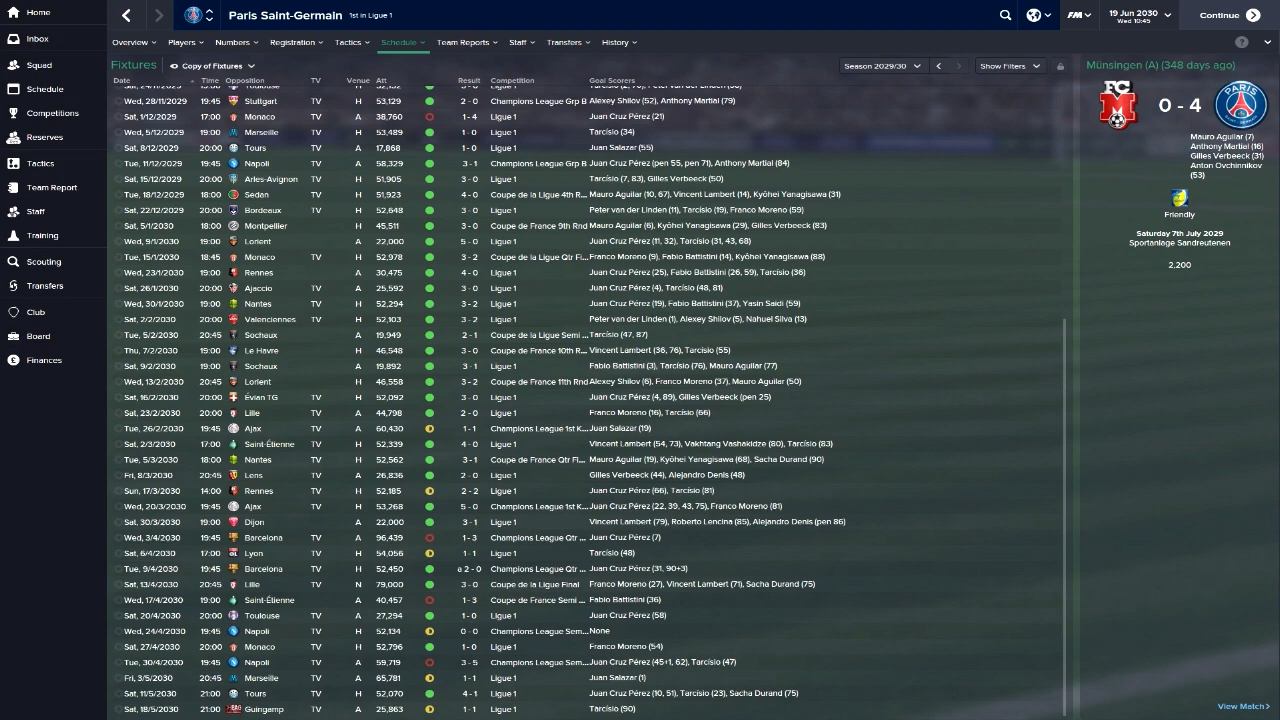 Home
Paris Saint-Germain 1st in Ligue 1
FM
19 Jun 2030
Wed 10:45
Continue
Inbox
Squad
Schedule
Competitions
Reserves
Tactics
Team Report
Staff
Training
Scouting
Transfers
Club
Board
Finances
Overview Players Numbers Registration Tactics Schedule Team Reports Staff Transfers History
Fixtures Copy of Fixtures Season 2029/30 Show Filters
Date Time Opposition TV Venue Att Result Competition Goal Scorers
Wed, 28/11/2029 19:45 Stuttgart TV H 53,129 2 - 0 Champions League Grp B Alexey Shilov (52), Anthony Martial (79)
Sat, 1/12/2029 17:00 Monaco TV A 38,760 1 - 4 Ligue 1 Juan Cruz Pérez (21)
Wed, 5/12/2029 19:00 Marseille TV H 53,489 1 - 0 Ligue 1 Tarcísio (34)
Sat, 8/12/2029 20:00 Tours TV A 17,868 1 - 0 Ligue 1 Juan Salazar (55)
Tue, 11/12/2029 19:45 Napoli TV A 58,329 3 - 1 Champions League Grp B Juan Cruz Pérez (pen 55, pen 71), Anthony Martial (84)
Sat, 15/12/2029 20:00 Arles-Avignon TV H 51,905 3 - 0 Ligue 1 Tarcísio (7, 83), Gilles Verbeeck (50)
Tue, 18/12/2029 18:00 Sedan TV H 51,923 4 - 0 Coupe de la Ligue 4th R... Mauro Aguilar (10, 67), Vincent Lambert (14), Kyôhei Yanagisawa (31)
Sat, 22/12/2029 20:00 Bordeaux TV H 52,648 3 - 0 Ligue 1 Peter van der Linden (11), Tarcísio (19), Franco Moreno (59)
Sat, 5/1/2030 18:00 Montpellier H 45,511 3 - 0 Coupe de France 9th Rnd Mauro Aguilar (6), Kyôhei Yanagisawa (29), Gilles Verbeeck (83)
Wed, 9/1/2030 19:00 Lorient A 22,000 5 - 0 Ligue 1 Juan Cruz Pérez (11, 32), Tarcísio (31, 43, 68)
Tue, 15/1/2030 18:45 Monaco TV H 52,978 3 - 2 Coupe de la Ligue Qtr Fi... Franco Moreno (9), Fabio Battistini (14), Kyôhei Yanagisawa (88)
Wed, 23/1/2030 19:00 Rennes A 30,475 4 - 0 Ligue 1 Juan Cruz Pérez (25), Fabio Battistini (26, 59), Tarcísio (36)
Sat, 26/1/2030 20:00 Ajaccio TV A 25,592 3 - 0 Ligue 1 Juan Cruz Pérez (4), Tarcísio (48, 81)
Wed, 30/1/2030 19:00 Nantes TV H 52,294 3 - 2 Ligue 1 Juan Cruz Pérez (19), Fabio Battistini (37), Yasin Saidi (59)
Sat, 2/2/2030 20:00 Valenciennes TV H 52,103 3 - 2 Ligue 1 Peter van der Linden (1), Alexey Shilov (5), Nahuel Silva (13)
Tue, 5/2/2030 20:45 Sochaux A 19,949 2 - 1 Coupe de la Ligue Semi ... Tarcísio (47, 87)
Thu, 7/2/2030 19:00 Le Havre A 46,548 3 - 0 Coupe de France 10th R... Vincent Lambert (36, 76), Tarcísio (55)
Sat, 9/2/2030 19:00 Sochaux A 19,892 3 - 1 Ligue 1 Fabio Battistini (3), Tarcísio (76), Mauro Aguilar (77)
Wed, 13/2/2030 20:45 Lorient H 46,558 3 - 2 Coupe de France 11th Rnd Alexey Shilov (6), Franco Moreno (37), Mauro Aguilar (50)
Sat, 16/2/2030 20:00 Évian TG TV H 52,092 3 - 0 Ligue 1 Juan Cruz Pérez (4, 89), Gilles Verbeeck (pen 25)
Sat, 23/2/2030 20:00 Lille TV A 44,798 2 - 0 Ligue 1 Franco Moreno (16), Tarcísio (66)
Tue, 26/2/2030 19:45 Ajax TV A 60,430 1 - 1 Champions League 1st K... Juan Salazar (19)
Sat, 2/3/2030 17:00 Saint-Étienne TV H 52,339 4 - 0 Ligue 1 Vincent Lambert (54, 73), Vakhtang Vashakidze (80), Tarcísio (83)
Tue, 5/3/2030 18:00 Nantes TV H 52,562 3 - 1 Coupe de France Qtr Fi... Mauro Aguilar (19), Kyôhei Yanagisawa (68), Sacha Durand (90)
Fri, 8/3/2030 20:45 Lens TV A 26,836 2 - 0 Ligue 1 Gilles Verbeeck (44), Alejandro Denis (48)
Sun, 17/3/2030 14:00 Rennes TV H 52,185 2 - 2 Ligue 1 Juan Cruz Pérez (66), Tarcísio (81)
Wed, 20/3/2030 19:45 Ajax TV H 53,268 5 - 0 Champions League 1st K... Juan Cruz Pérez (22, 39, 43, 75), Franco Moreno (81)
Sat, 30/3/2030 19:00 Dijon A 22,000 3 - 1 Ligue 1 Vincent Lambert (79), Roberto Lencina (85), Alejandro Denis (pen 86)
Wed, 3/4/2030 19:45 Barcelona TV A 96,439 1 - 3 Champions League Qtr ... Juan Cruz Pérez (7)
Sat, 6/4/2030 17:00 Lyon TV H 54,056 1 - 1 Ligue 1 Tarcísio (48)
Tue, 9/4/2030 19:45 Barcelona TV H 52,450 a 2 - 0 Champions League Qtr ... Juan Cruz Pérez (31, 90+3)
Sat, 13/4/2030 20:45 Lille TV N 79,000 3 - 0 Coupe de la Ligue Final Franco Moreno (27), Vincent Lambert (71), Sacha Durand (75)
Wed, 17/4/2030 19:00 Saint-Étienne A 40,457 1 - 3 Coupe de France Semi ... Fabio Battistini (36)
Sat, 20/4/2030 20:00 Toulouse TV A 27,294 1 - 0 Ligue 1 Juan Cruz Pérez (58)
Wed, 24/4/2030 19:45 Napoli TV H 52,134 0 - 0 Champions League Sem... None
Sat, 27/4/2030 20:00 Monaco TV H 52,796 1 - 0 Ligue 1 Franco Moreno (54)
Tue, 30/4/2030 19:45 Napoli TV A 59,719 3 - 5 Champions League Sem... Juan Cruz Pérez (45+1, 62), Tarcísio (47)
Fri, 3/5/2030 20:45 Marseille TV A 65,781 1 - 1 Ligue 1 Juan Salazar (1)
Sat, 11/5/2030 21:00 Tours TV H 52,070 4 - 1 Ligue 1 Juan Cruz Pérez (10, 51), Tarcísio (23), Sacha Durand (75)
Sat, 18/5/2030 21:00 Guingamp TV A 25,863 1 - 1 Ligue 1 Tarcísio (90)
Münsingen (A) (348 days ago)
FC M 0 - 4 PARIS
Mauro Aguilar (7)
Anthony Martial (16)
Gilles Verbeeck (31)
Anton Ovchinnikov
(53)
Friendly
Saturday 7th July 2029
Sportanlage Sandreutenen
2,200
View Match>